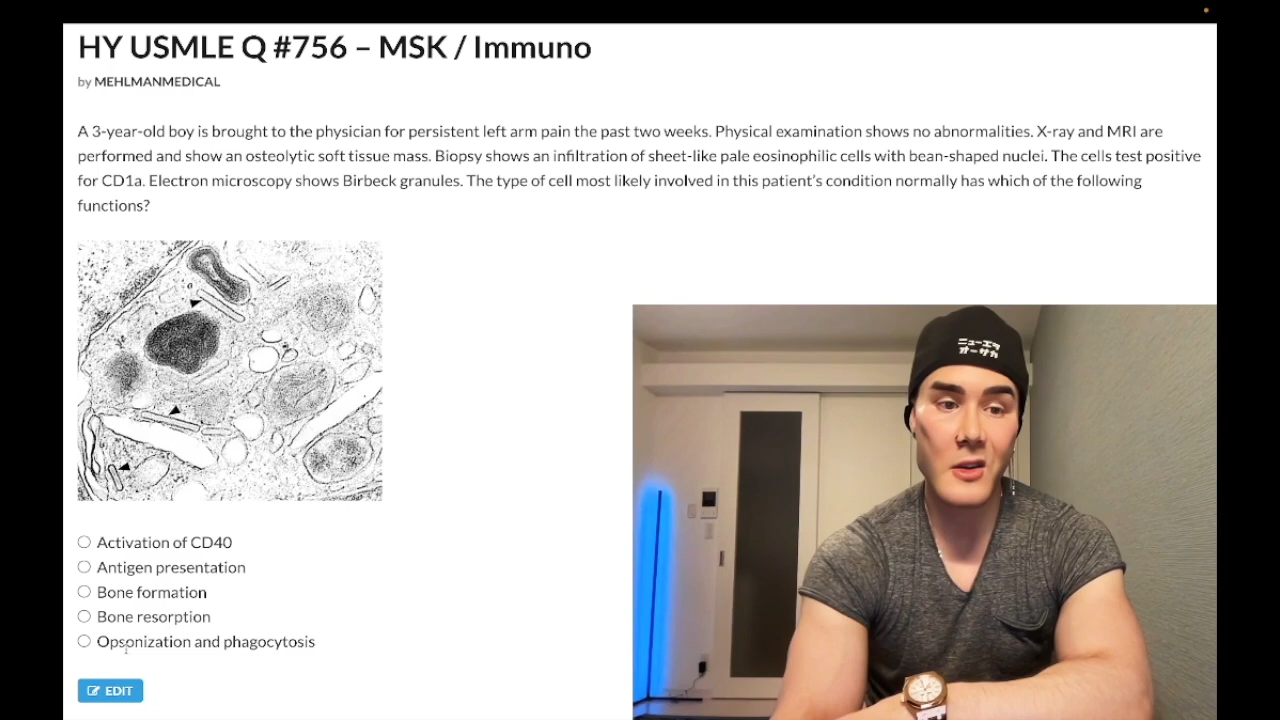 HY USMLE Q #756 – MSK / Immuno
by MEHLMANMEDICAL
A 3-year-old boy is brought to the physician for persistent left arm pain the past two weeks. Physical examination shows no abnormalities. X-ray and MRI are
performed and show an osteolytic soft tissue mass. Biopsy shows an infiltration of sheet-like pale eosinophilic cells with bean-shaped nuclei. The cells test positive
for CD1a. Electron microscopy shows Birbeck granules. The type of cell most likely involved in this patient's condition normally has which of the following
functions?
Activation of CD40
Antigen presentation
Bone formation
Bone resorption
Opsonization and phagocytosis
EDIT
ニューエラ
オーサカ